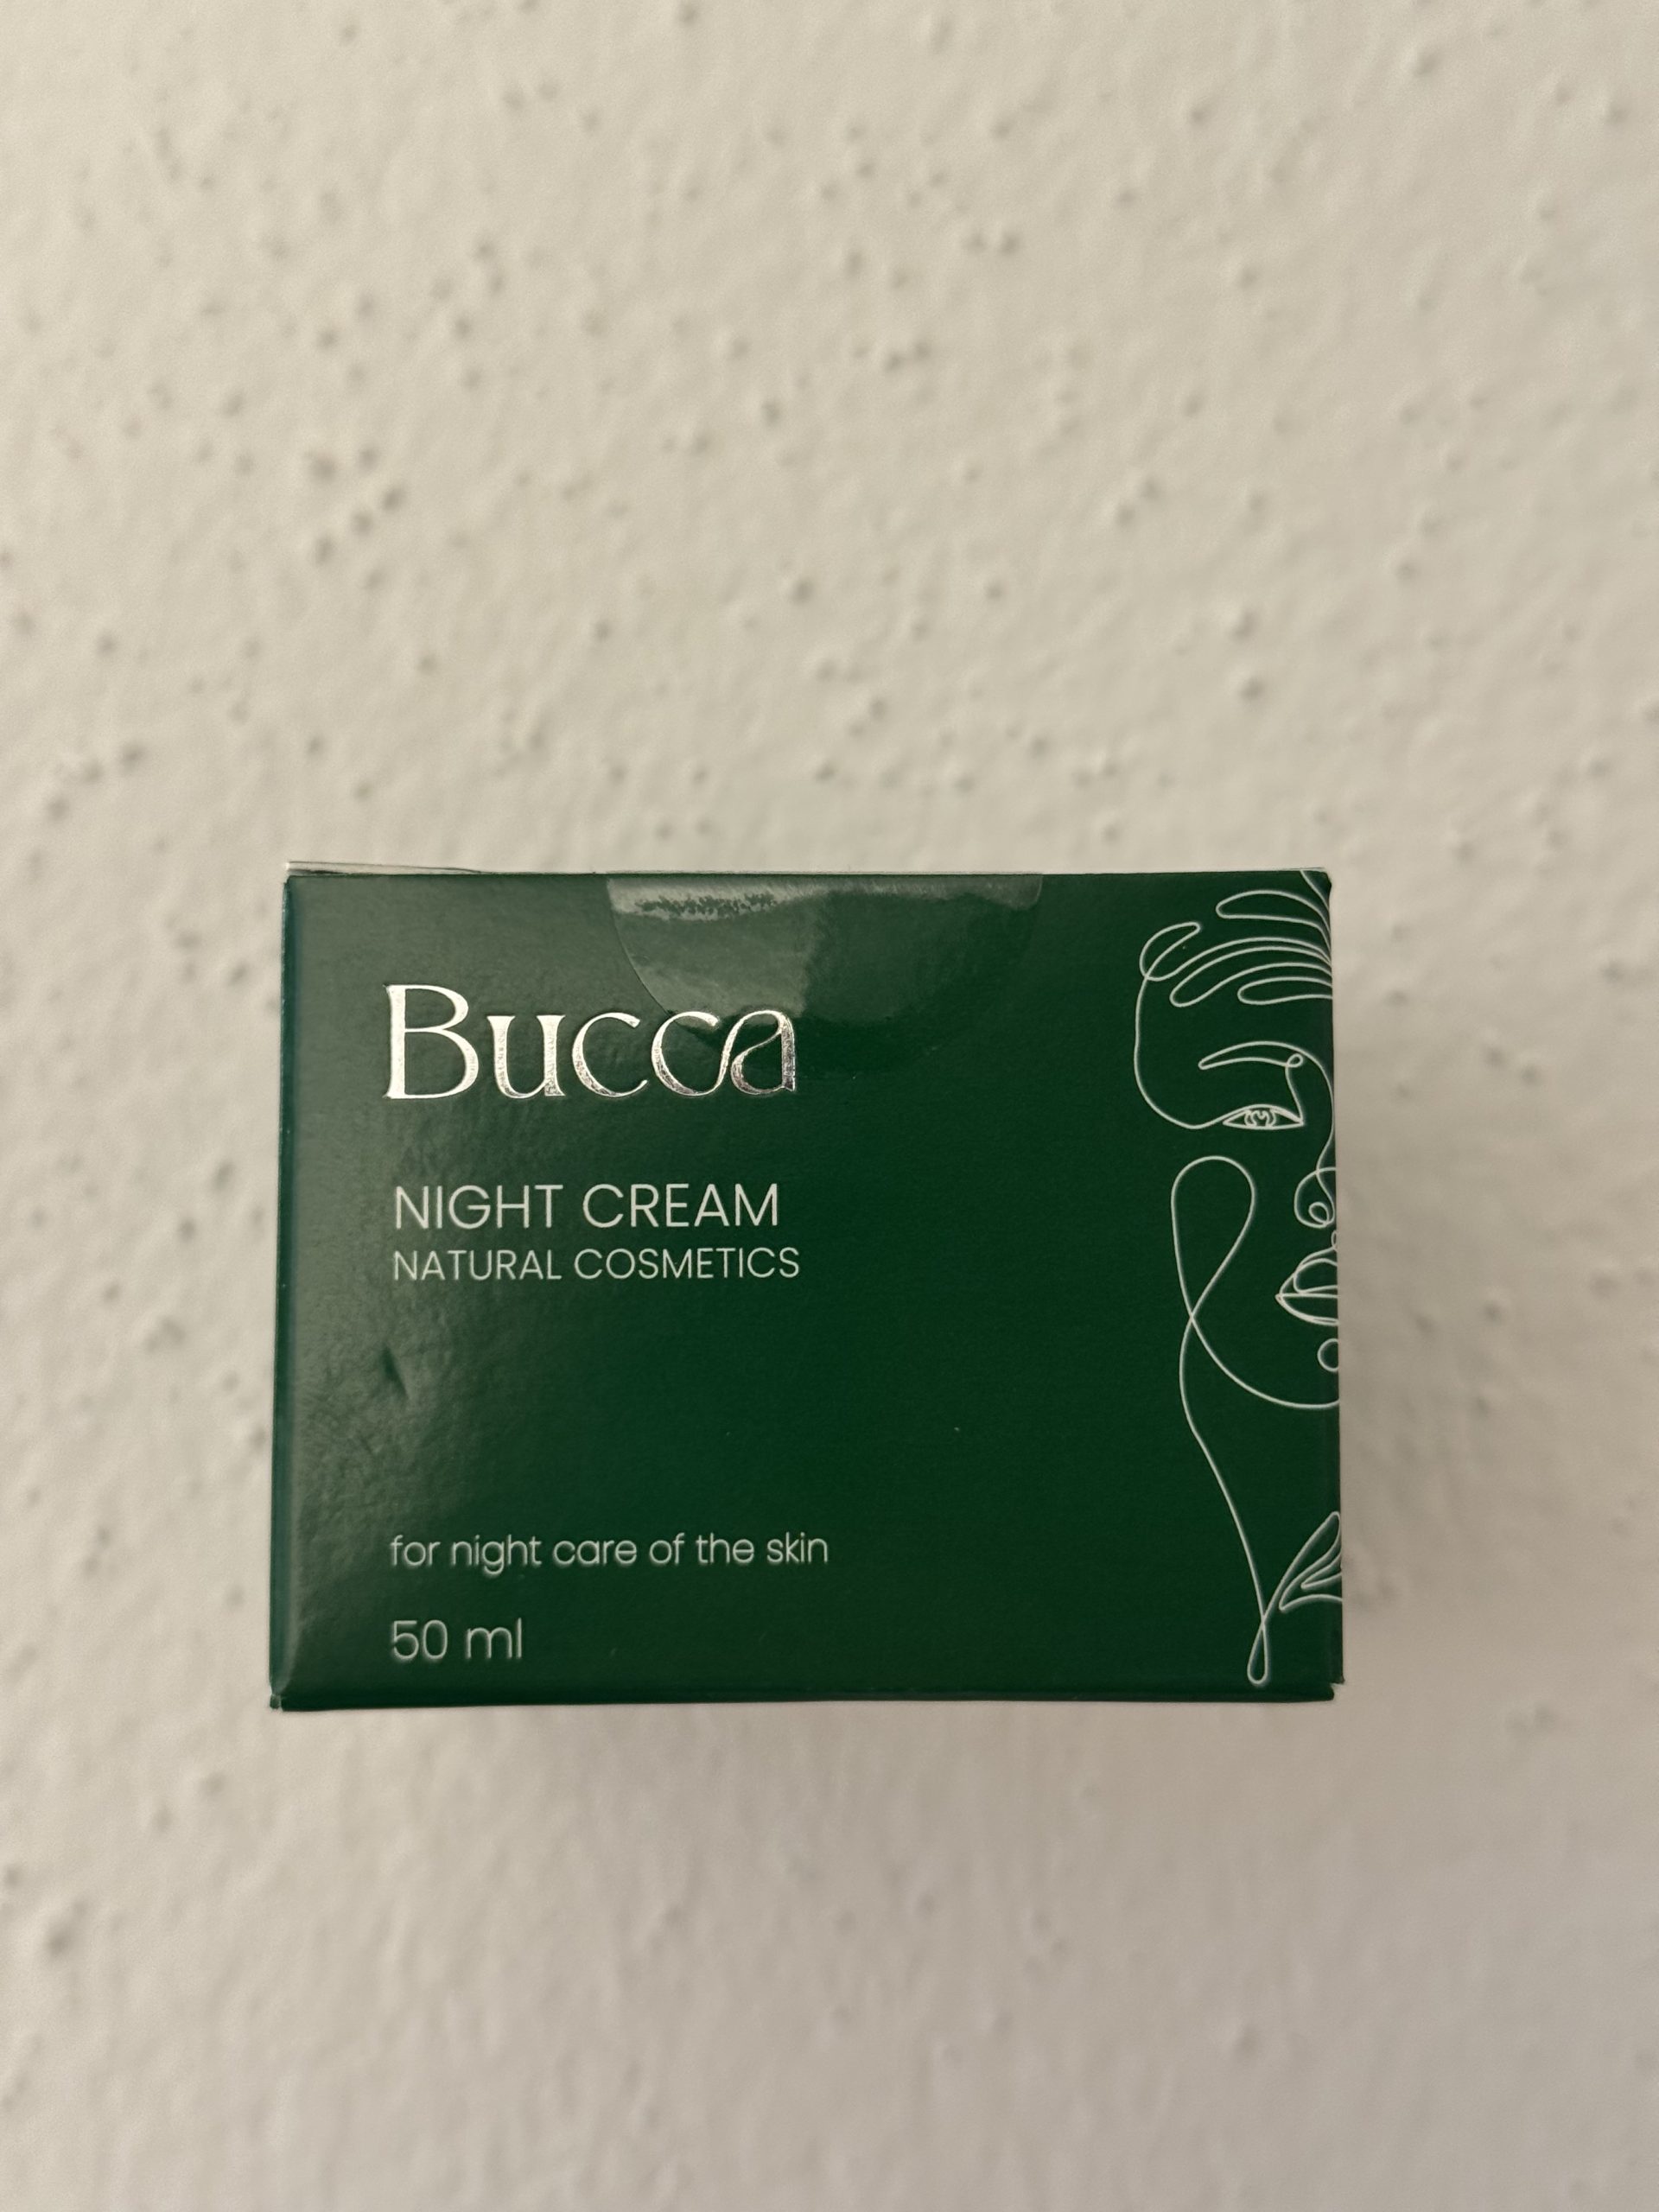 Bucca
NIGHT CREAM
NATURAL COSMETICS
for night care of the skin
50 ml